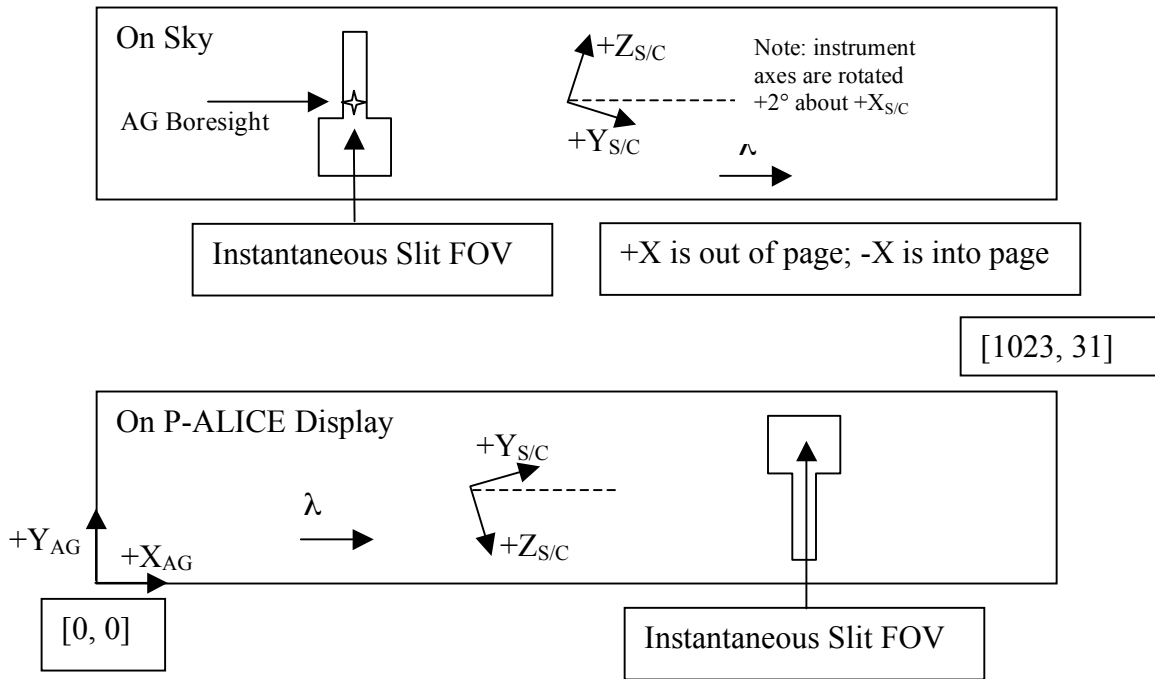 On Sky
+Z_S/C
Note: instrument
axes are rotated
+2° about +X_S/C
AG Boresight
+Y_S/C
Instantaneous Slit FOV
+X is out of page; -X is into page
[1023, 31]
On P-ALICE Display
+Y_S/C
λ
+Y_AG
+X_AG
+Z_S/C
[0, 0]
Instantaneous Slit FOV